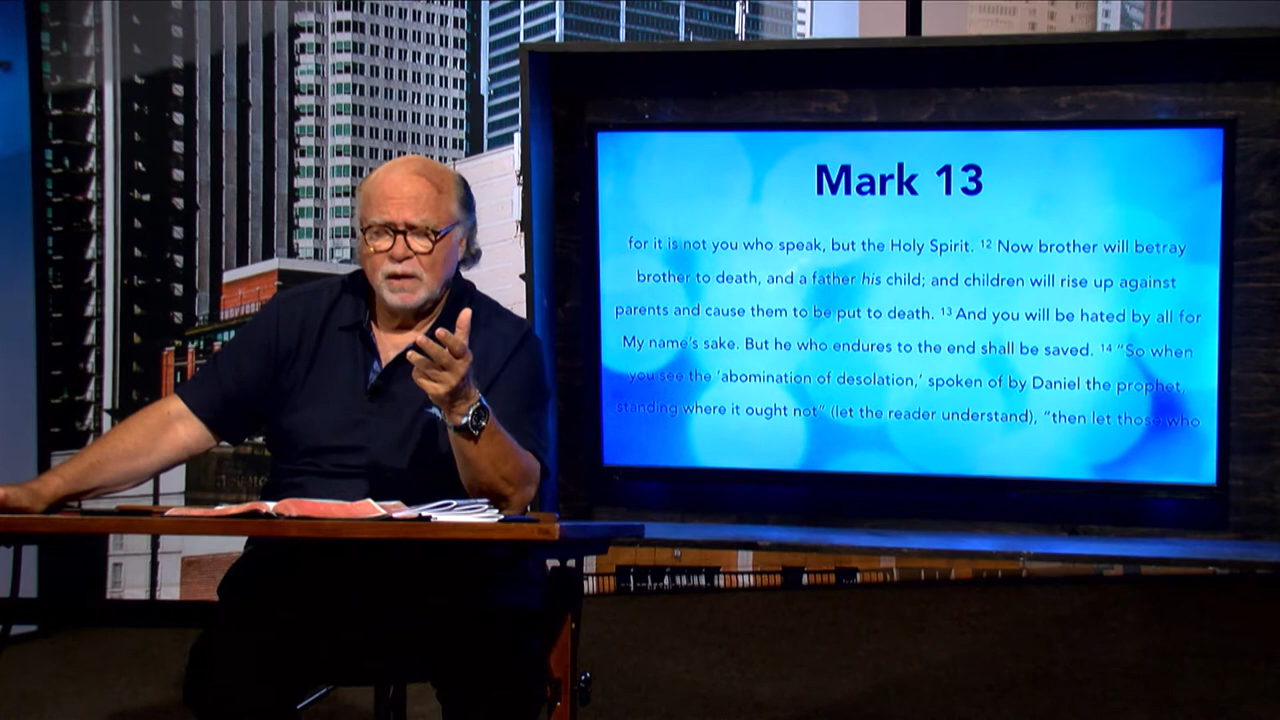 Mark 13
for it is not you who speak, but the Holy Spirit. ¹² Now brother will betray
brother to death, and a father his child; and children will rise up against
parents and cause them to be put to death. ¹³ And you will be hated by all for
My name's sake. But he who endures to the end shall be saved. ¹⁴ “So when
you see the ‘abomination of desolation,’ spoken of by Daniel the prophet,
standing where it ought not” (let the reader understand), “then let those who